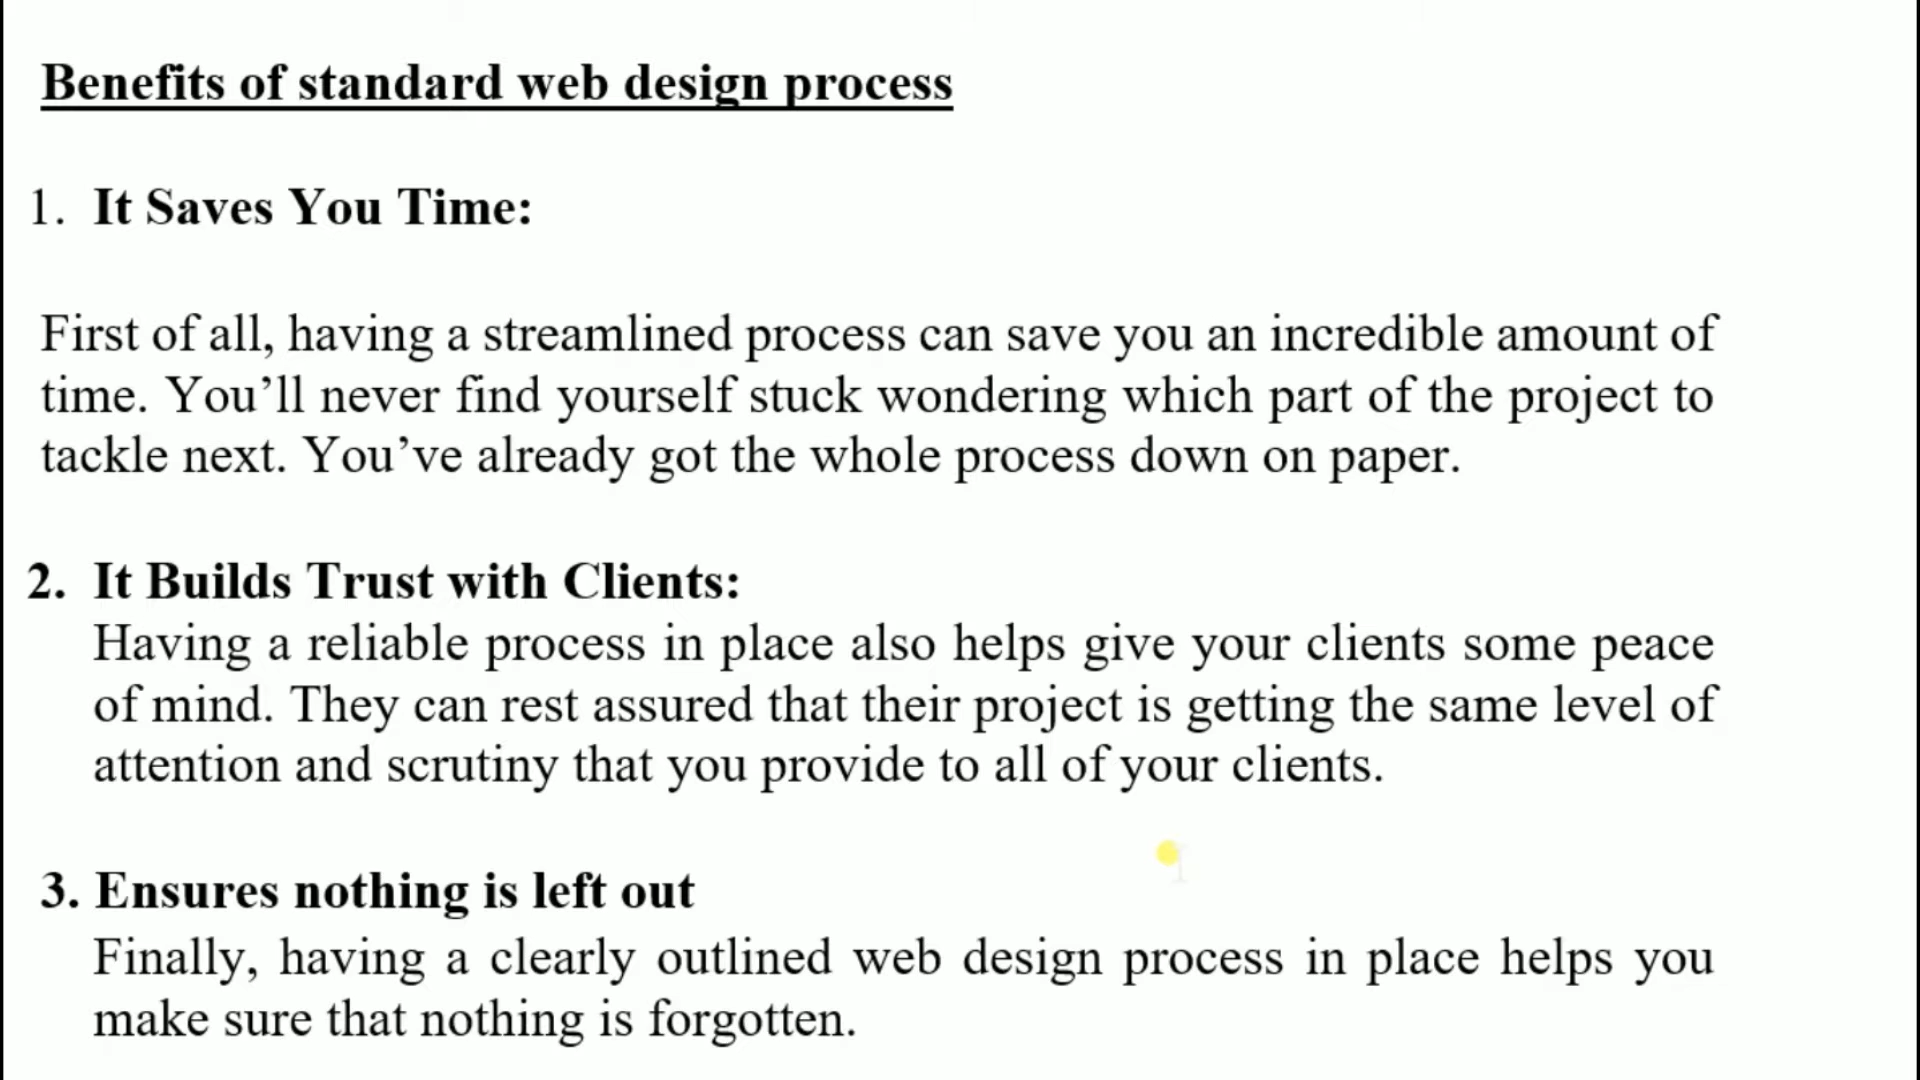 Benefits of standard web design process
1. It Saves You Time:
First of all, having a streamlined process can save you an incredible amount of
time. You’ll never find yourself stuck wondering which part of the project to
tackle next. You’ve already got the whole process down on paper.
2. It Builds Trust with Clients:
Having a reliable process in place also helps give your clients some peace
of mind. They can rest assured that their project is getting the same level of
attention and scrutiny that you provide to all of your clients.
3. Ensures nothing is left out
Finally, having a clearly outlined web design process in place helps you
make sure that nothing is forgotten.